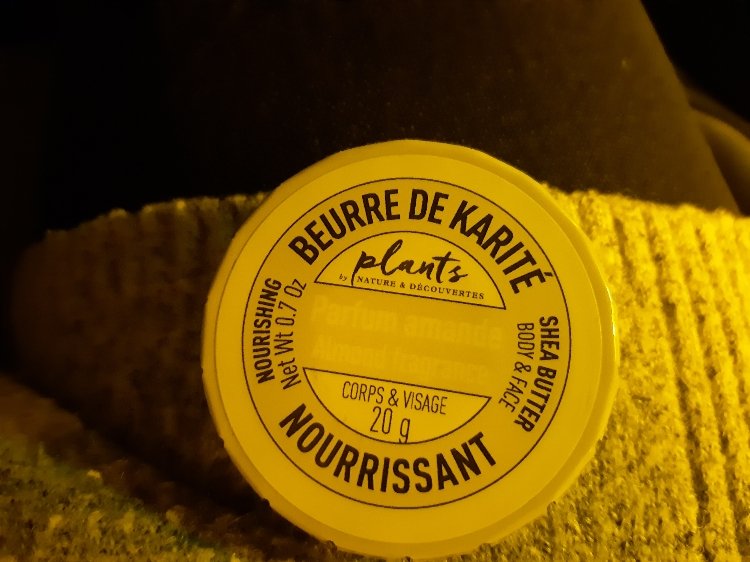 BEURRE DE KARITÉ
plants
by NATURE & DÉCOUVERTES
Parfum amande
Almond fragrance
CORPS & VISAGE
20 g
NOURRISSANT
NOURISHING
Net Wt 0.7 Oz
SHEA BUTTER
BODY & FACE